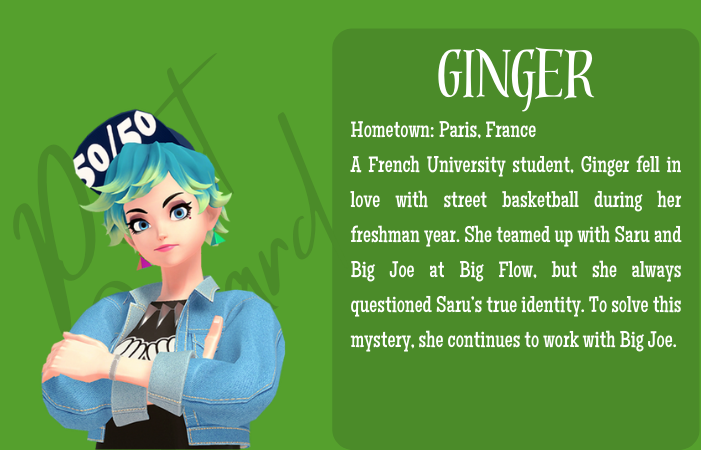 GINGER
Hometown: Paris, France
A French University student, Ginger fell in
love with street basketball during her
freshman year. She teamed up with Saru and
Big Joe at Big Flow, but she always
questioned Saru's true identity. To solve this
mystery, she continues to work with Big Joe.
50/50